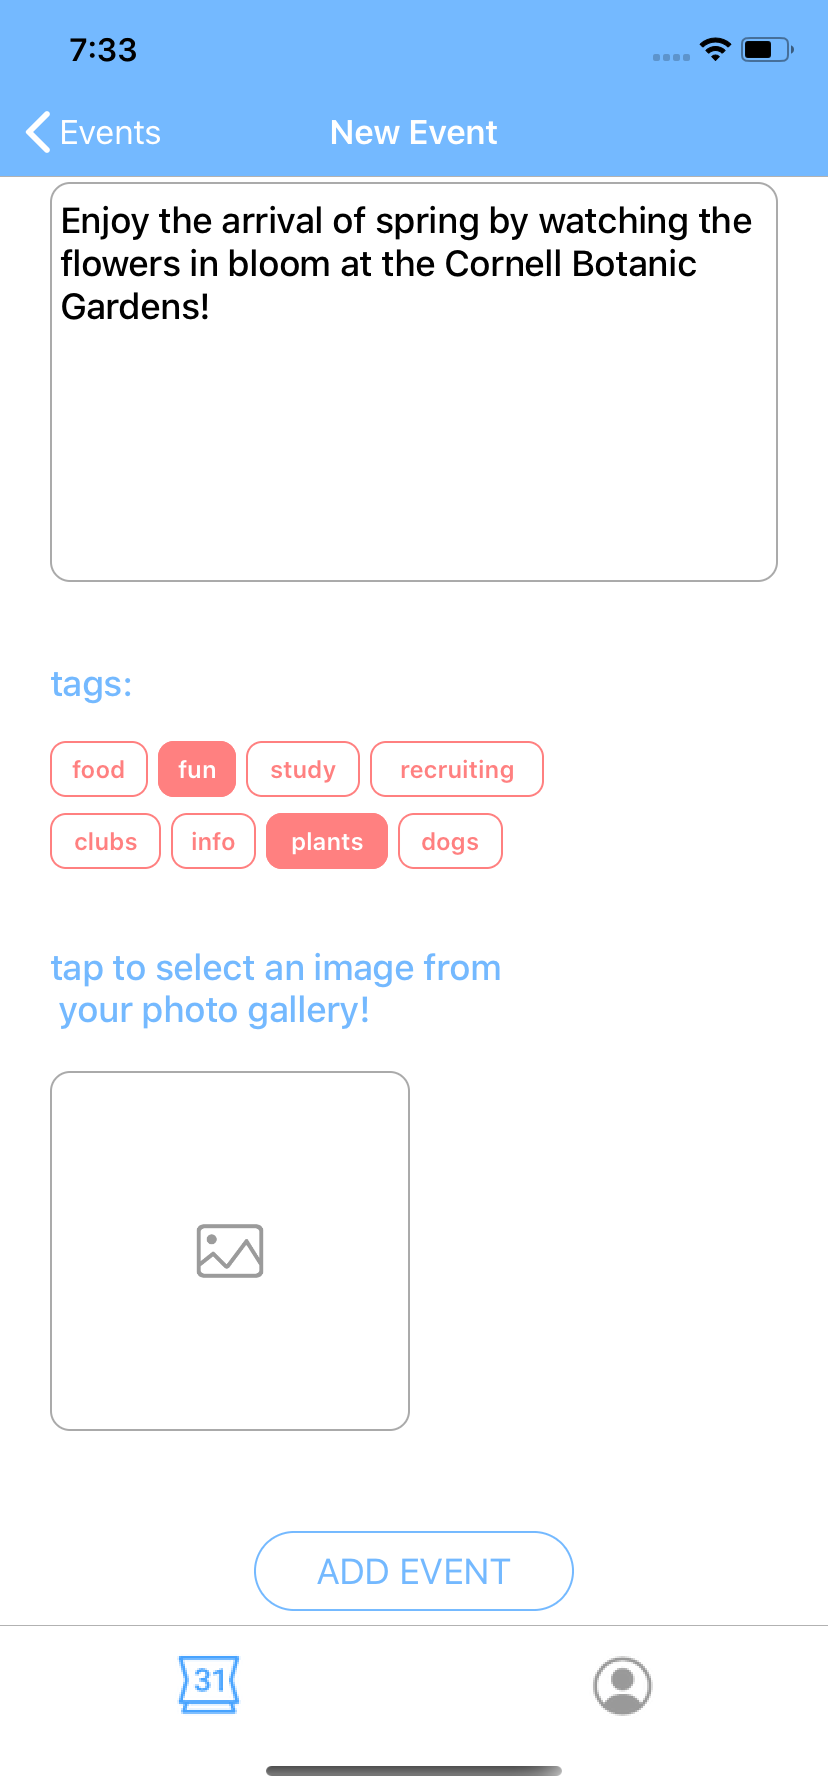 7:33
Events
New Event
Enjoy the arrival of spring by watching the
flowers in bloom at the Cornell Botanic
Gardens!
tags:
food fun study recruiting
clubs info plants dogs
tap to select an image from
your photo gallery!
ADD EVENT
31